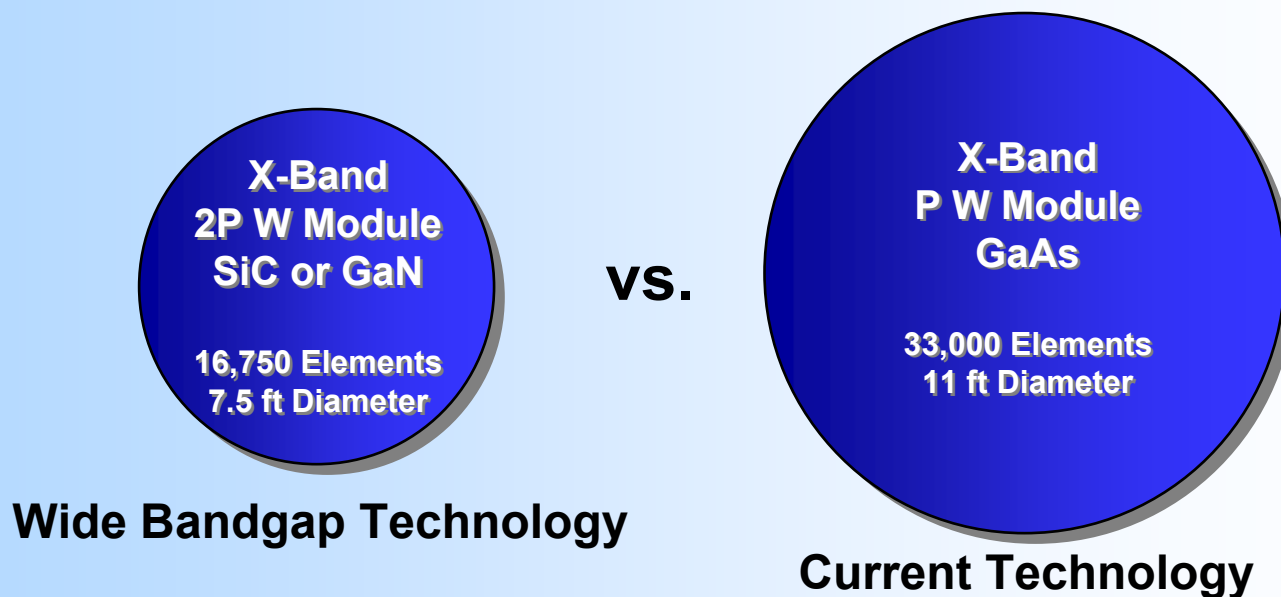 X-Band
2P W Module
SiC or GaN
16,750 Elements
7.5 ft Diameter
vs.
X-Band
P W Module
GaAs
33,000 Elements
11 ft Diameter
Wide Bandgap Technology
Current Technology